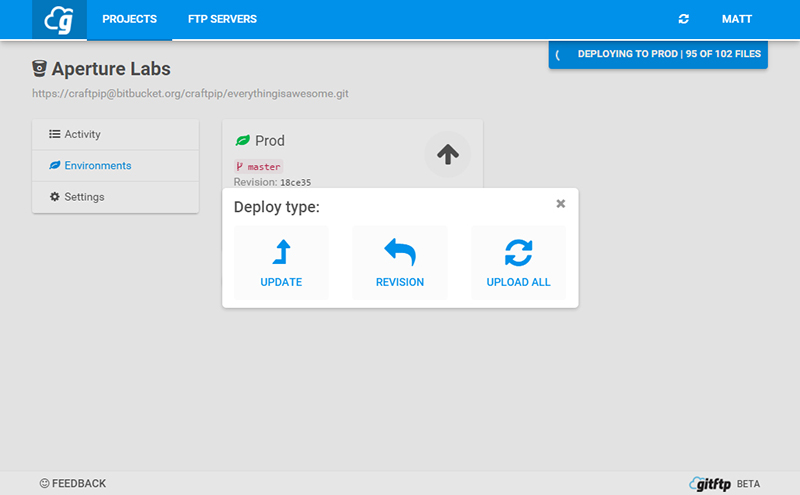 g
PROJECTS
FTP SERVERS
MATT
DEPLOYING TO PROD | 95 OF 102 FILES
Aperture Labs
https://craftpip@bitbucket.org/craftpip/everythingisawesome.git
Activity
Environments
Settings
Prod
master
Revision: 18ce35
Deploy type:
UPDATE
REVISION
UPLOAD ALL
FEEDBACK
gitftp BETA